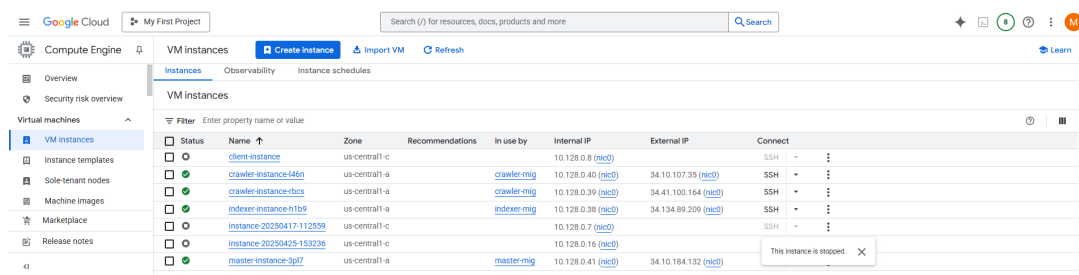 Google Cloud
My First Project
Search (/) for resources, docs, products and more
Search
8
M
Compute Engine
VM instances
Create instance
Import VM
Refresh
Learn
Overview
Security risk overview
Virtual machines
VM instances
Instance templates
Sole-tenant nodes
Machine images
Marketplace
Release notes
Instances Observability Instance schedules
VM instances
Filter Enter property name or value
Status Name Zone Recommendations In use by Internal IP External IP Connect
client-instance us-central1-c 10.128.0.8 (nic0) SSH
crawler-instance-l46n us-central1-a crawler-mig 10.128.0.40 (nic0) 34.10.107.35 (nic0) SSH
crawler-instance-rbcs us-central1-a crawler-mig 10.128.0.39 (nic0) 34.41.100.164 (nic0) SSH
indexer-instance-h1b9 us-central1-a indexer-mig 10.128.0.38 (nic0) 34.134.89.209 (nic0) SSH
instance-20250417-112559 us-central1-c 10.128.0.7 (nic0) SSH
instance-20250425-153236 us-central1-c 10.128.0.16 (nic0)
master-instance-3pl7 us-central1-a master-mig 10.128.0.41 (nic0) 34.10.184.132 (nic0)
This instance is stopped.